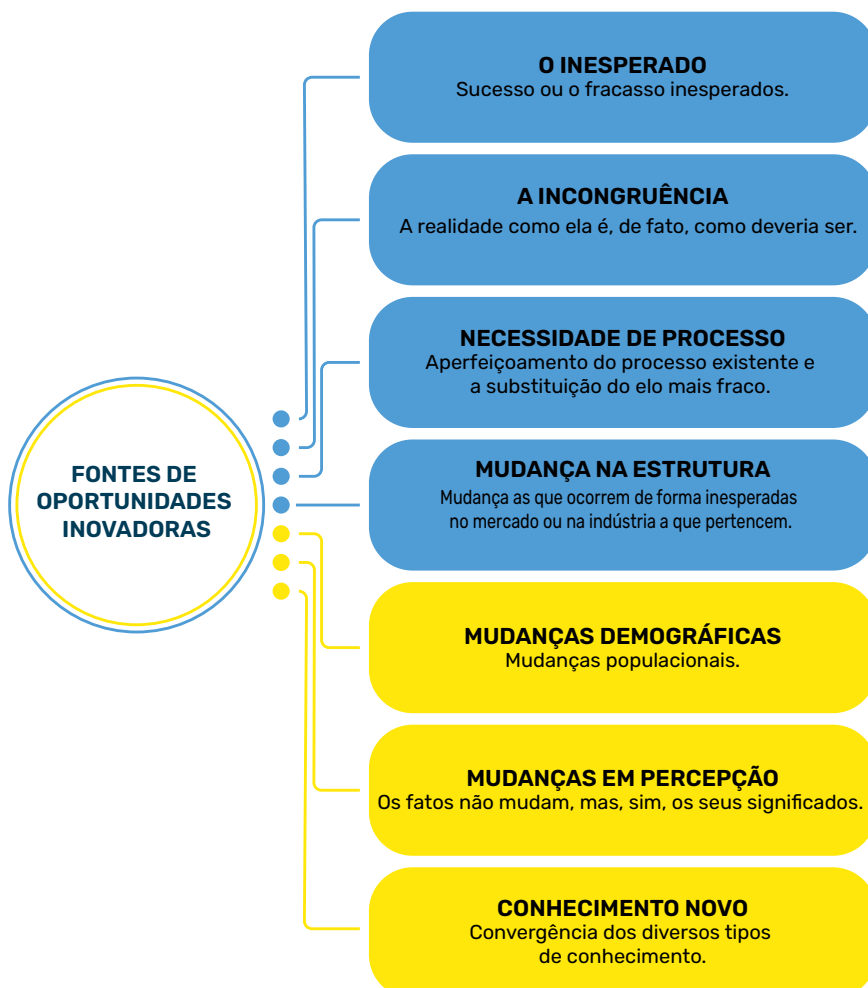 FONTES DE
OPORTUNIDADES
INOVADORAS
O INESPERADO
Sucesso ou o fracasso inesperados.
A INCONGRUÊNCIA
A realidade como ela é, de fato, como deveria ser.
NECESSIDADE DE PROCESSO
Aperfeiçoamento do processo existente e
a substituição do elo mais fraco.
MUDANÇA NA ESTRUTURA
Mudança as que ocorrem de forma inesperadas
no mercado ou na indústria a que pertencem.
MUDANÇAS DEMOGRÁFICAS
Mudanças populacionais.
MUDANÇAS EM PERCEPÇÃO
Os fatos não mudam, mas, sim, os seus significados.
CONHECIMENTO NOVO
Convergência dos diversos tipos
de conhecimento.